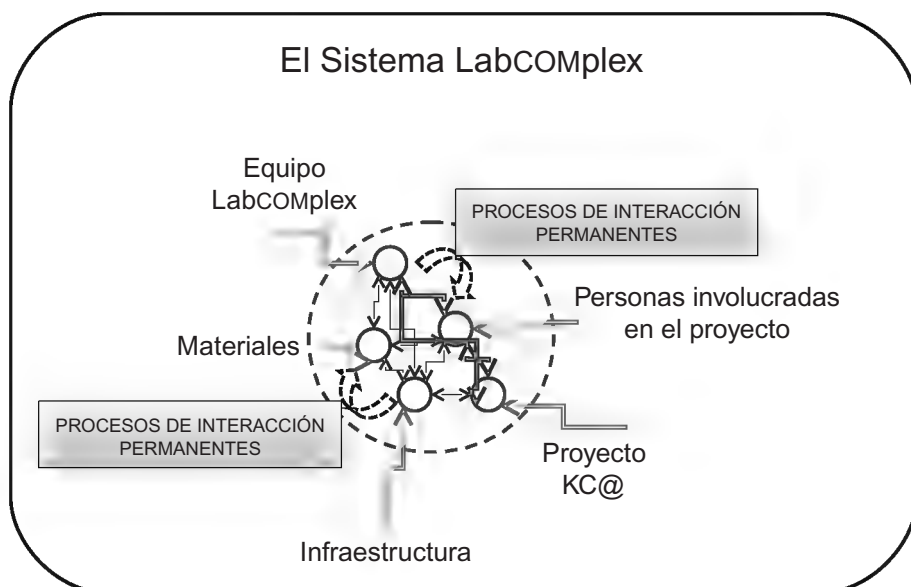 El Sistema LabCOMplex
Equipo
LabCOMplex
PROCESOS DE INTERACCIÓN
PERMANENTES
Personas involucradas
en el proyecto
Materiales
PROCESOS DE INTERACCIÓN
PERMANENTES
Proyecto
KC@
Infraestructura